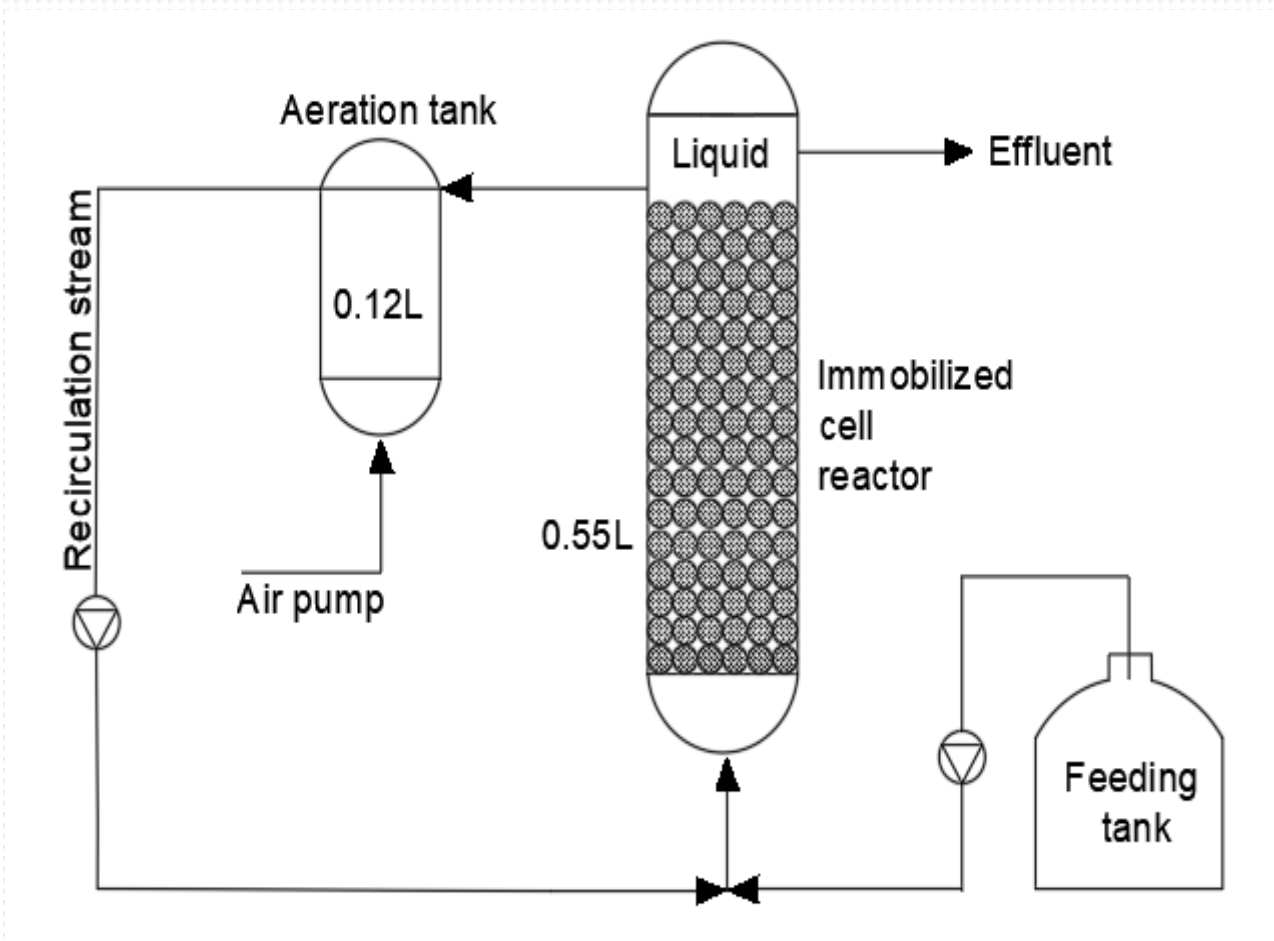 Aeration tank
Liquid
Effluent
Recirculation stream
0.12L
Immobilized
cell
reactor
0.55L
Air pump
Feeding
tank